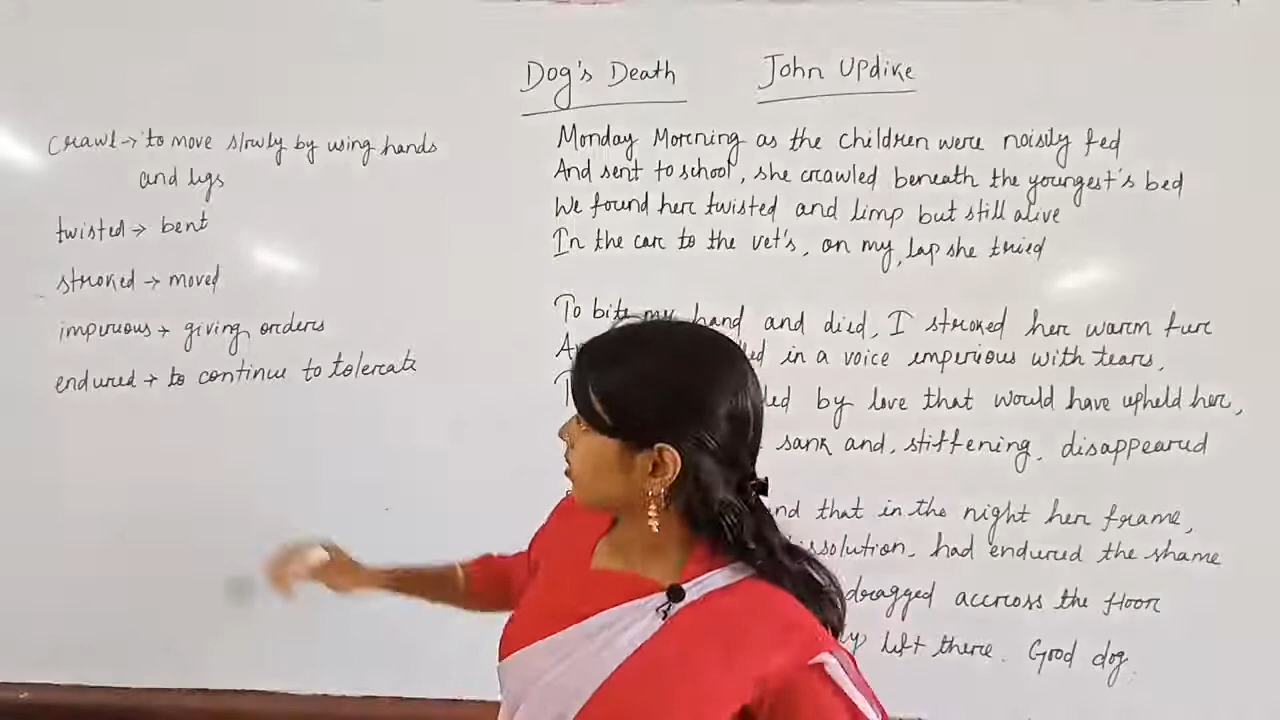 Dog's Death John Updike
crawl → to move slowly by using hands
and legs
twisted → bent
stroked → moved
imperious → giving orders
endured → to continue to tolerate
Monday Morning as the children were noisily fed
And sent to school, she crawled beneath the youngest's bed
We found her twisted and limp but still alive
In the car to the vet's, on my lap she tried
To bite my hand and died, I stroked her warm fur
in a voice imperious with tears,
by love that would have upheld her,
sank and, stiffening, disappeared
that in the night her frame,
dissolution, had endured the shame
dragged accross the floor
left there. Good dog.